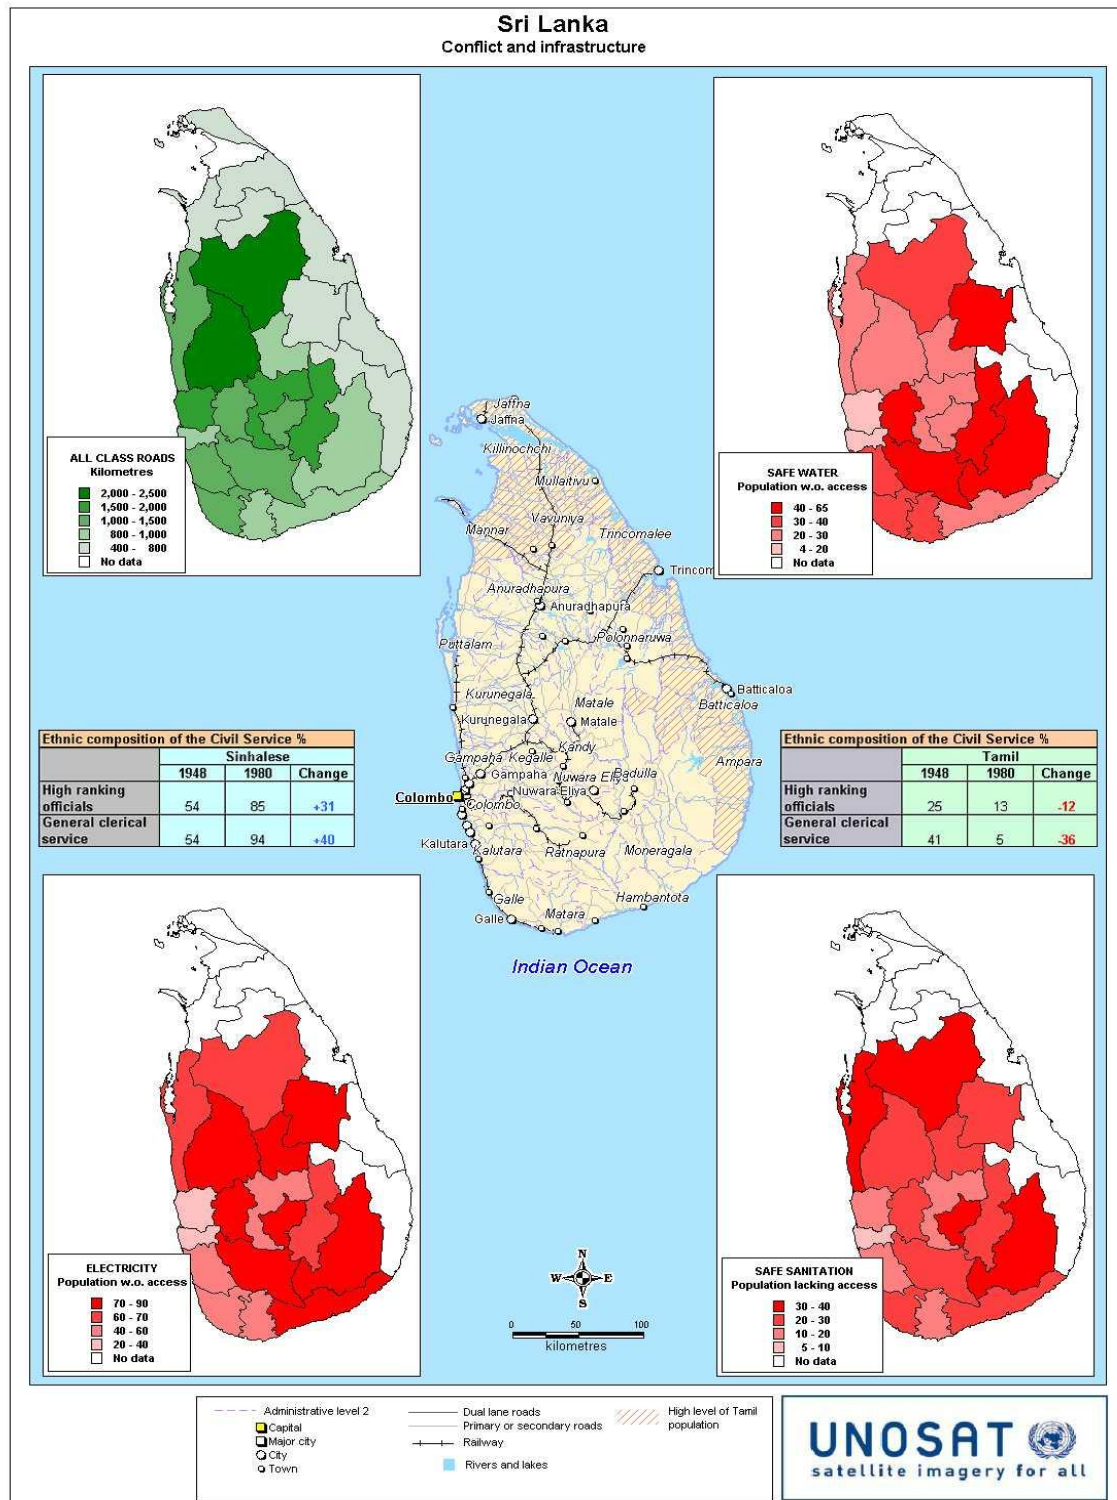 Sri Lanka
Conflict and infrastructure
ALL CLASS ROADS
Kilometres
2,000 - 2,500
1,500 - 2,000
1,000 - 1,500
800 - 1,000
400 - 800
No data
SAFE WATER
Population w.o. access
40 - 65
30 - 40
20 - 30
4 - 20
No data
Jaffna
Jaffna
Killinochchi
Mullaitivu
Vavuniya
Mannar
Trincomalee
Trincom
Anuradhapura
Anuradhapura
Polonnaruwa
Puttalam
Batticaloa
Batticaloa
Kurunegala
Matale
Kurunegala
Matale
Kandy
Gampaha
Kegalle
Ampara
Gampaha
Nuwara Eliya
Badulla
Nuwara-Eliya
Colombo
Colombo
Kalutara
Kalutara
Ratnapura
Moneragala
Galle
Hambantota
Galle
Matara
Indian Ocean
Ethnic composition of the Civil Service %
Sinhalese
1948 1980 Change
High ranking
officials 54 85 +31
General clerical
service 54 94 +40
Ethnic composition of the Civil Service %
Tamil
1948 1980 Change
High ranking
officials 25 13 -12
General clerical
service 41 5 -36
ELECTRICITY
Population w.o. access
70 - 90
60 - 70
40 - 60
20 - 40
No data
N
W E
S
0 50 100
kilometres
SAFE SANITATION
Population lacking access
30 - 40
20 - 30
10 - 20
5 - 10
No data
Administrative level 2
Capital
Major city
City
Town
Dual lane roads
Primary or secondary roads
Railway
Rivers and lakes
High level of Tamil
population
UNOSAT
satellite imagery for all